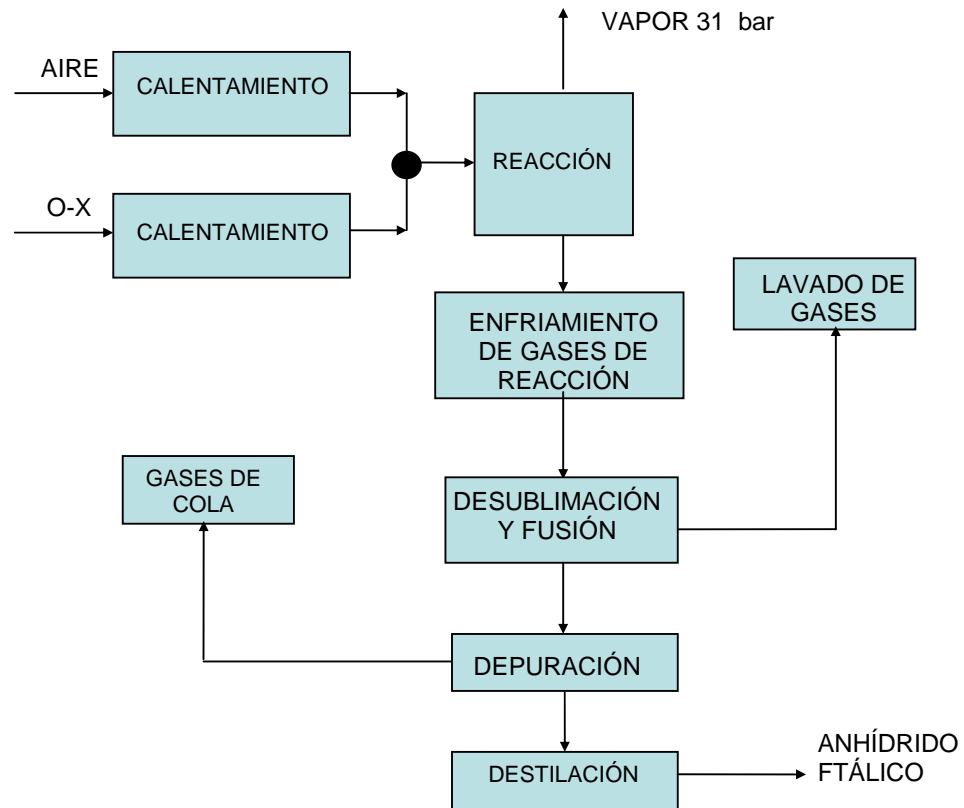 VAPOR 31 bar
AIRE
CALENTAMIENTO
REACCIÓN
O-X
CALENTAMIENTO
LAVADO DE
GASES
ENFRIAMIENTO
DE GASES DE
REACCIÓN
GASES DE
COLA
DESUBLIMACIÓN
Y FUSIÓN
DEPURACIÓN
ANHÍDRIDO
FTÁLICO
DESTILACIÓN